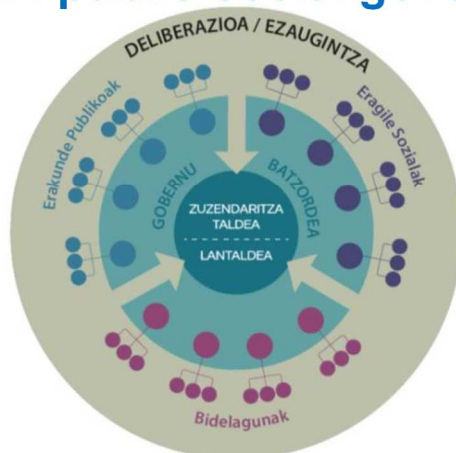 DELIBERAZIOA / EZAUGINTZA
Erakunde Publikoak
Eragile Sozialak
GOBERNU
BATZORDEA
ZUZENDARITZA
TALDEA
LANTALDEA
Bidelagunak